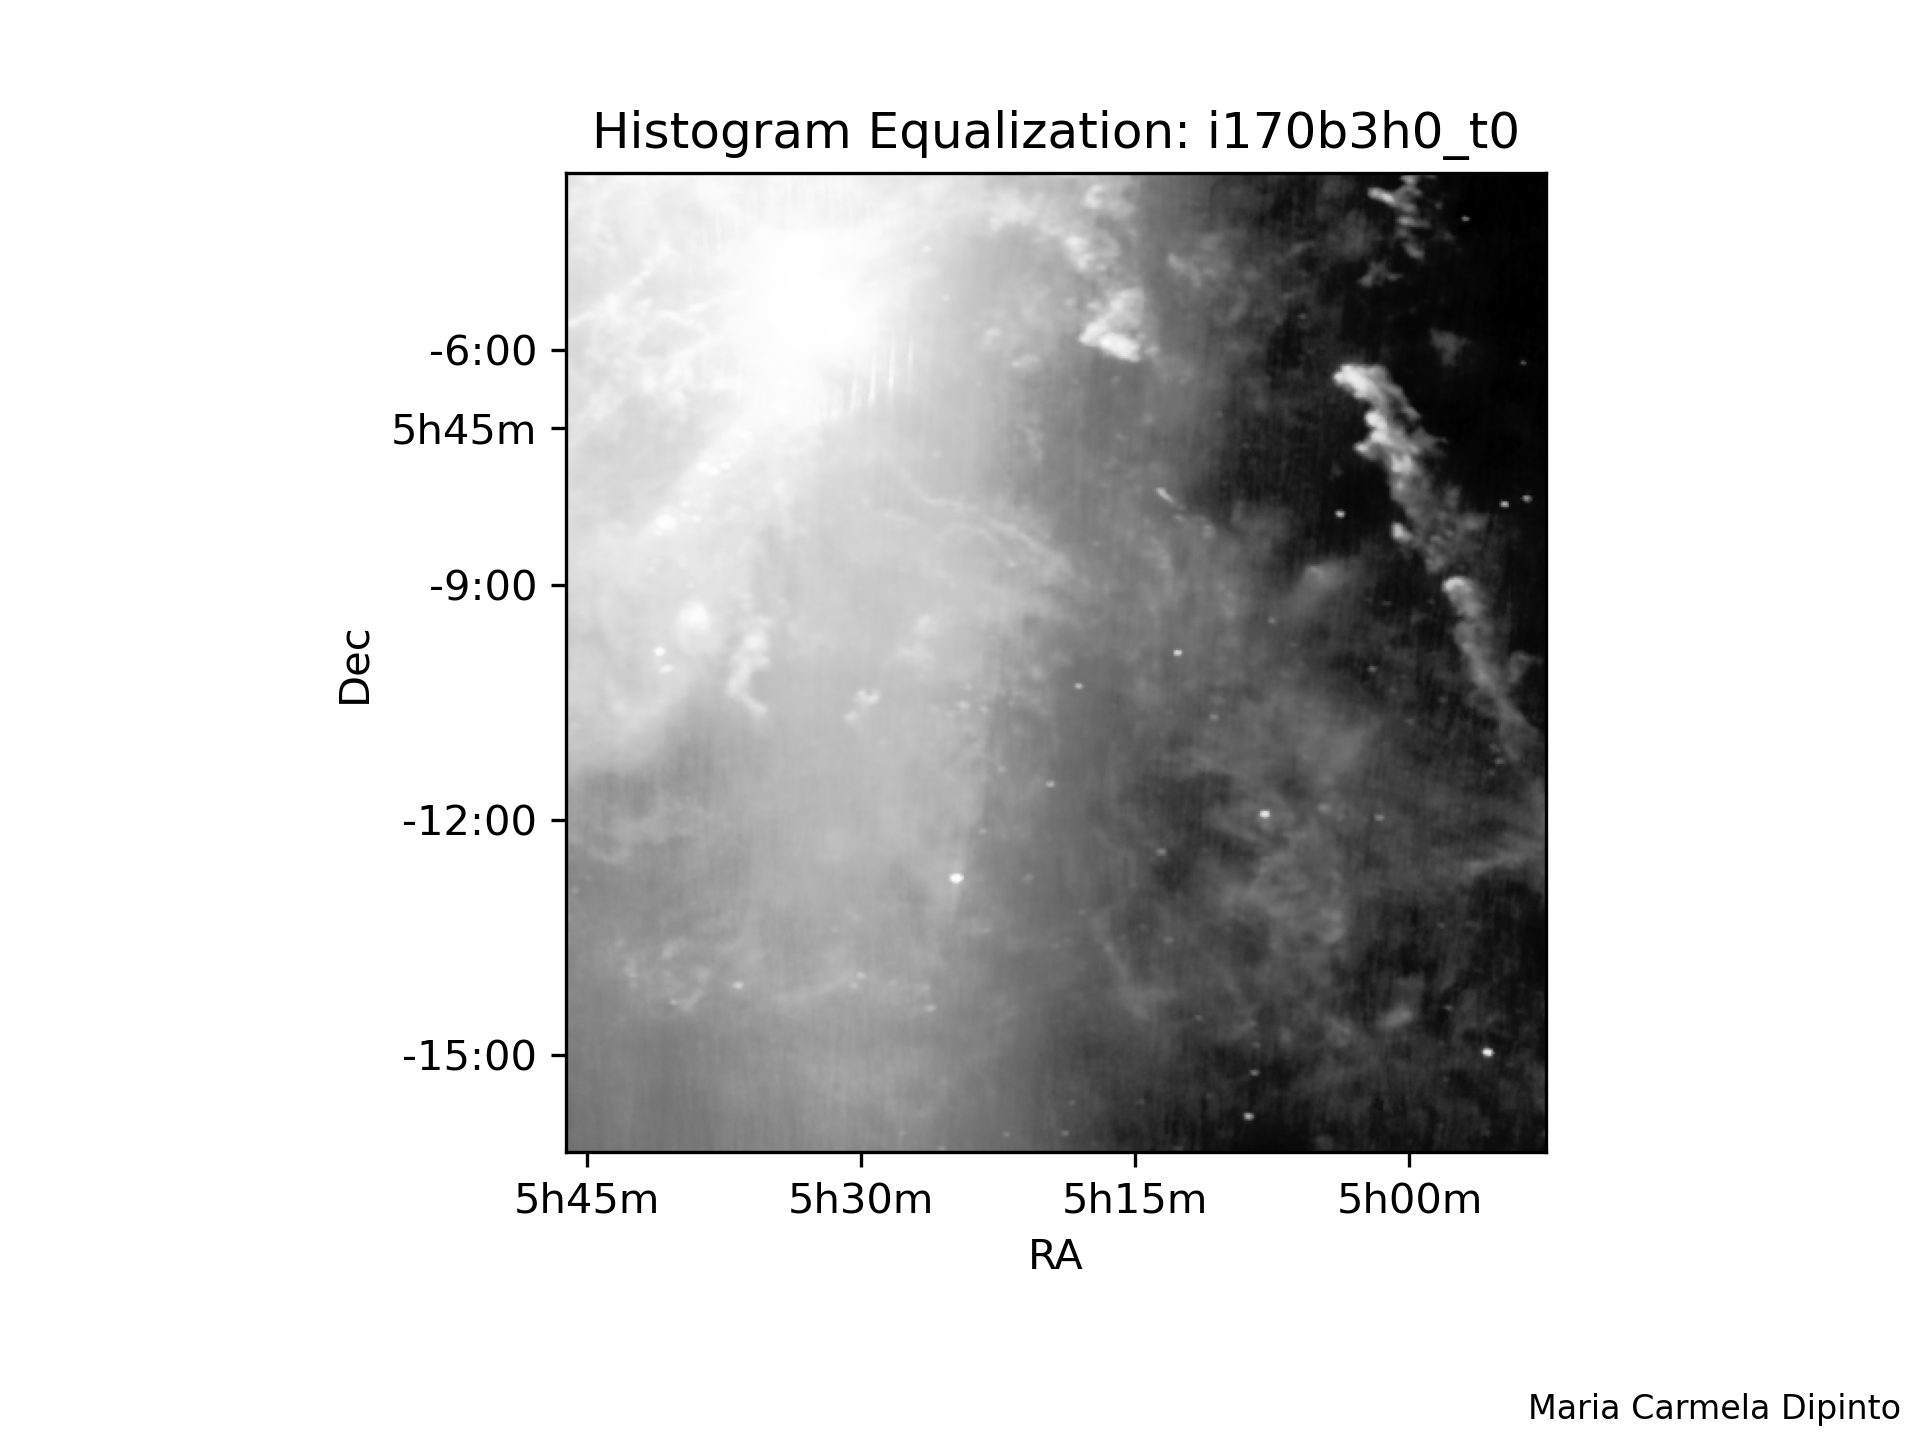 Histogram Equalization: i170b3h0_t0
-6:00
5h45m
-9:00
Dec
-12:00
-15:00
5h45m 5h30m 5h15m 5h00m
RA
Maria Carmela Dipinto